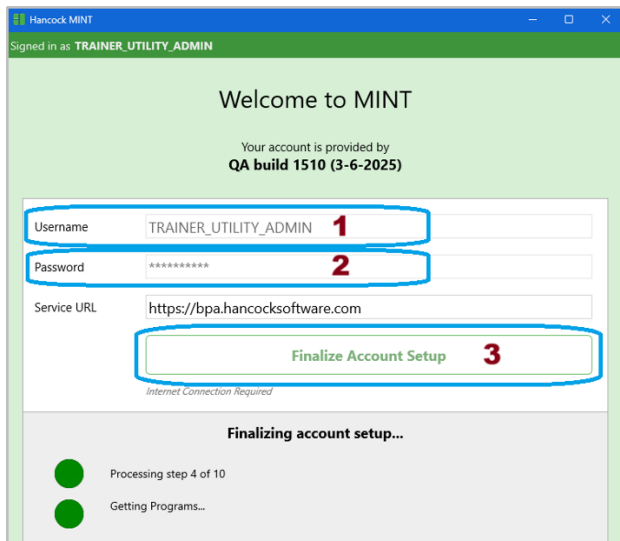 Hancock MINT
Signed in as TRAINER_UTILITY_ADMIN
Welcome to MINT
Your account is provided by
QA build 1510 (3-6-2025)
Username TRAINER_UTILITY_ADMIN 1
Password ********** 2
Service URL https://bpa.hancocksoftware.com
Finalize Account Setup 3
Internet Connection Required
Finalizing account setup...
Processing step 4 of 10
Getting Programs...